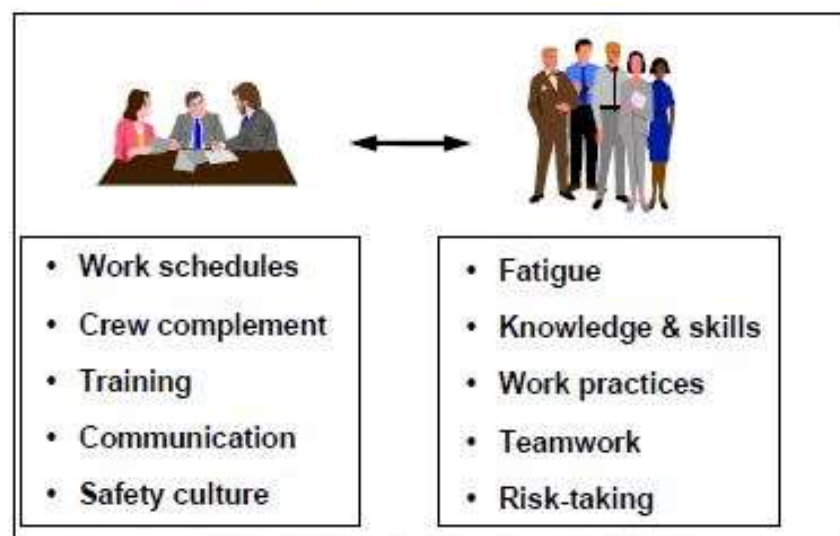 • Work schedules
• Crew complement
• Training
• Communication
• Safety culture
• Fatigue
• Knowledge & skills
• Work practices
• Teamwork
• Risk-taking